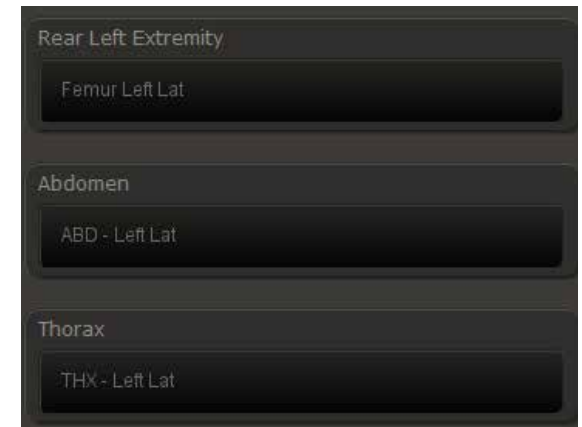 Rear Left Extremity
Femur Left Lat
Abdomen
ABD - Left Lat
Thorax
THX - Left Lat